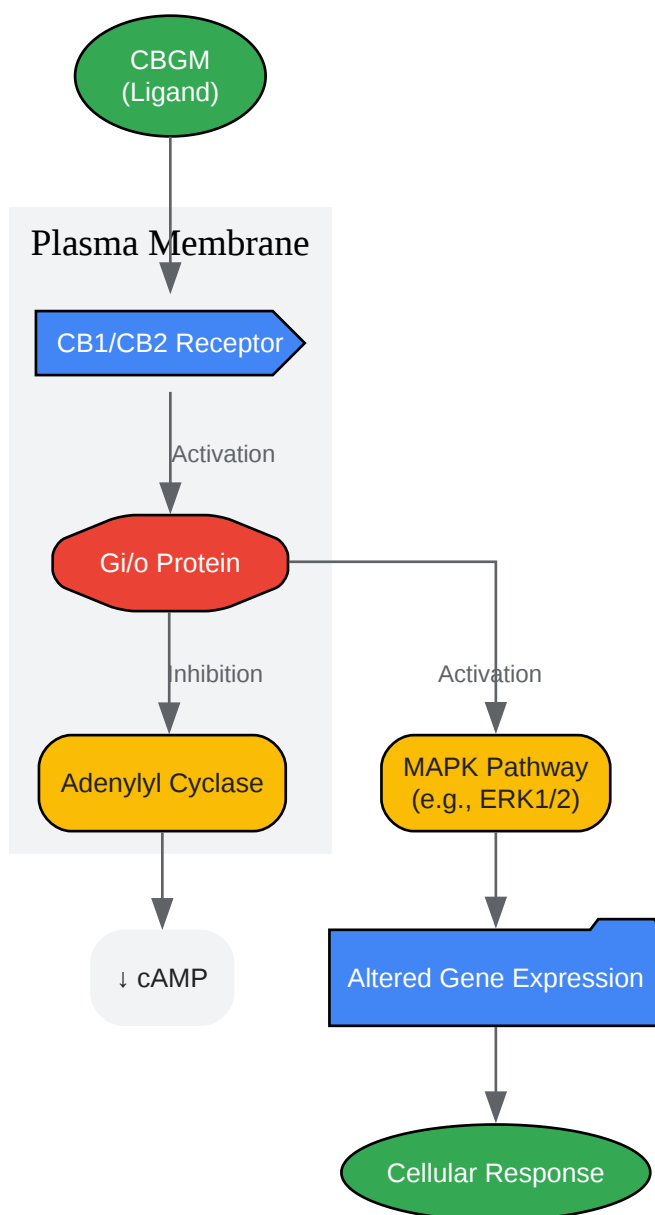 CBGM
(Ligand)
Plasma Membrane
CB1/CB2 Receptor
Activation
Gi/o Protein
Inhibition
Activation
Adenylyl Cyclase
MAPK Pathway
(e.g., ERK1/2)
↓ cAMP
Altered Gene Expression
Cellular Response